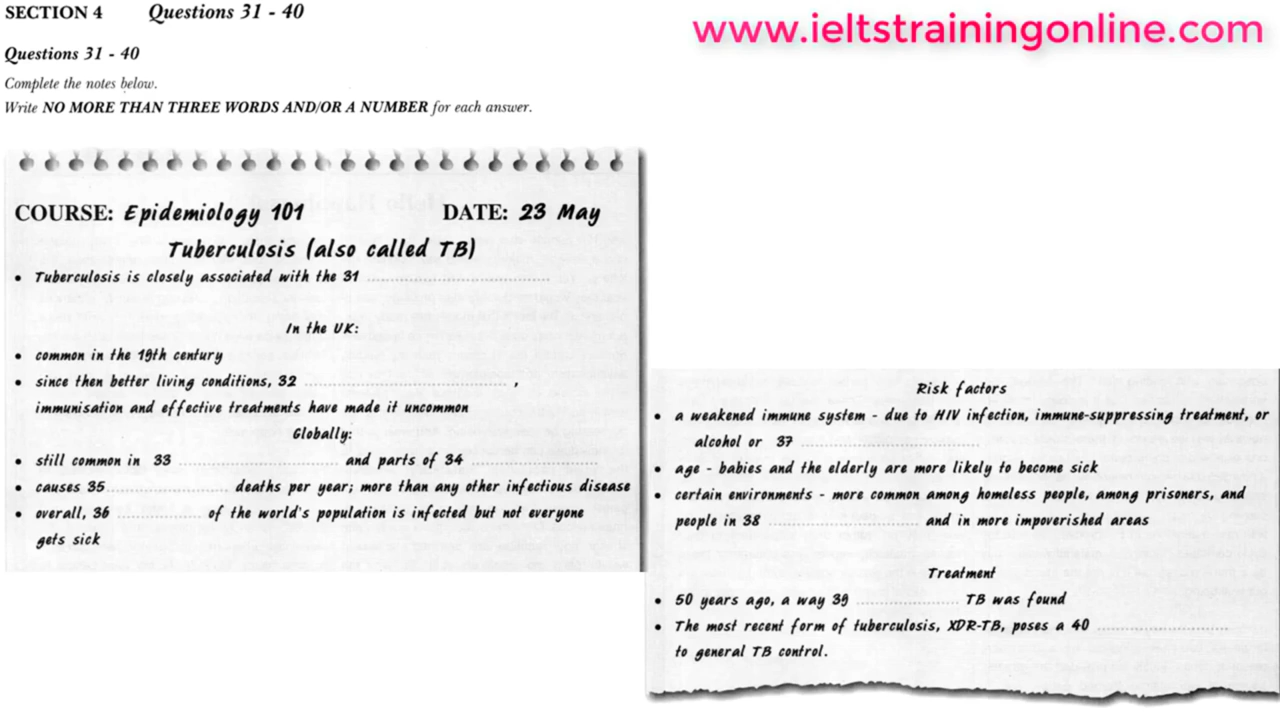 SECTION 4 Questions 31 - 40
www.ieltstrainingonline.com
Questions 31 - 40
Complete the notes below.
Write NO MORE THAN THREE WORDS AND/OR A NUMBER for each answer.
COURSE: Epidemiology 101 DATE: 23 May
Tuberculosis (also called TB)
• Tuberculosis is closely associated with the 31 ....................
In the UK:
• common in the 19th century
• since then better living conditions, 32 .................... ,
immunisation and effective treatments have made it uncommon
Globally:
• still common in 33 .................... and parts of 34 ....................
• causes 35 .................... deaths per year; more than any other infectious disease
• overall, 36 .................... of the world's population is infected but not everyone
gets sick
Risk factors
• a weakened immune system - due to HIV infection, immune-suppressing treatment, or
alcohol or 37 ....................
• age - babies and the elderly are more likely to become sick
• certain environments - more common among homeless people, among prisoners, and
people in 38 .................... and in more impoverished areas
Treatment
• 50 years ago, a way 39 .................... TB was found
• The most recent form of tuberculosis, XDR-TB, poses a 40 ....................
to general TB control.